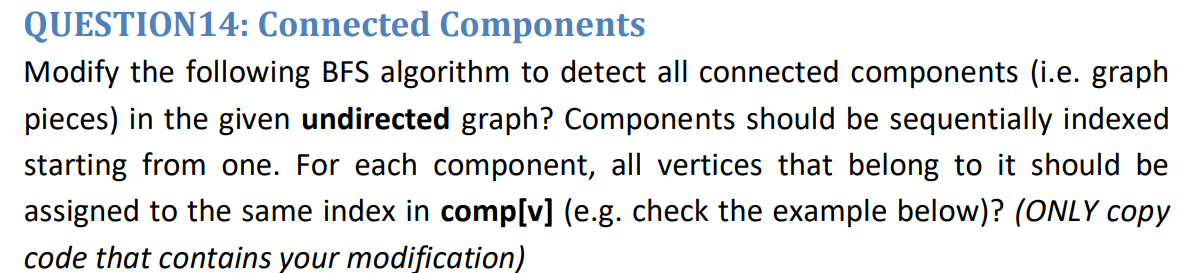 QUESTION14: Connected Components
Modify the following BFS algorithm to detect all connected components (i.e. graph
pieces) in the given undirected graph? Components should be sequentially indexed
starting from one. For each component, all vertices that belong to it should be
assigned to the same index in comp[v] (e.g. check the example below)? (ONLY copy
code that contains your modification)